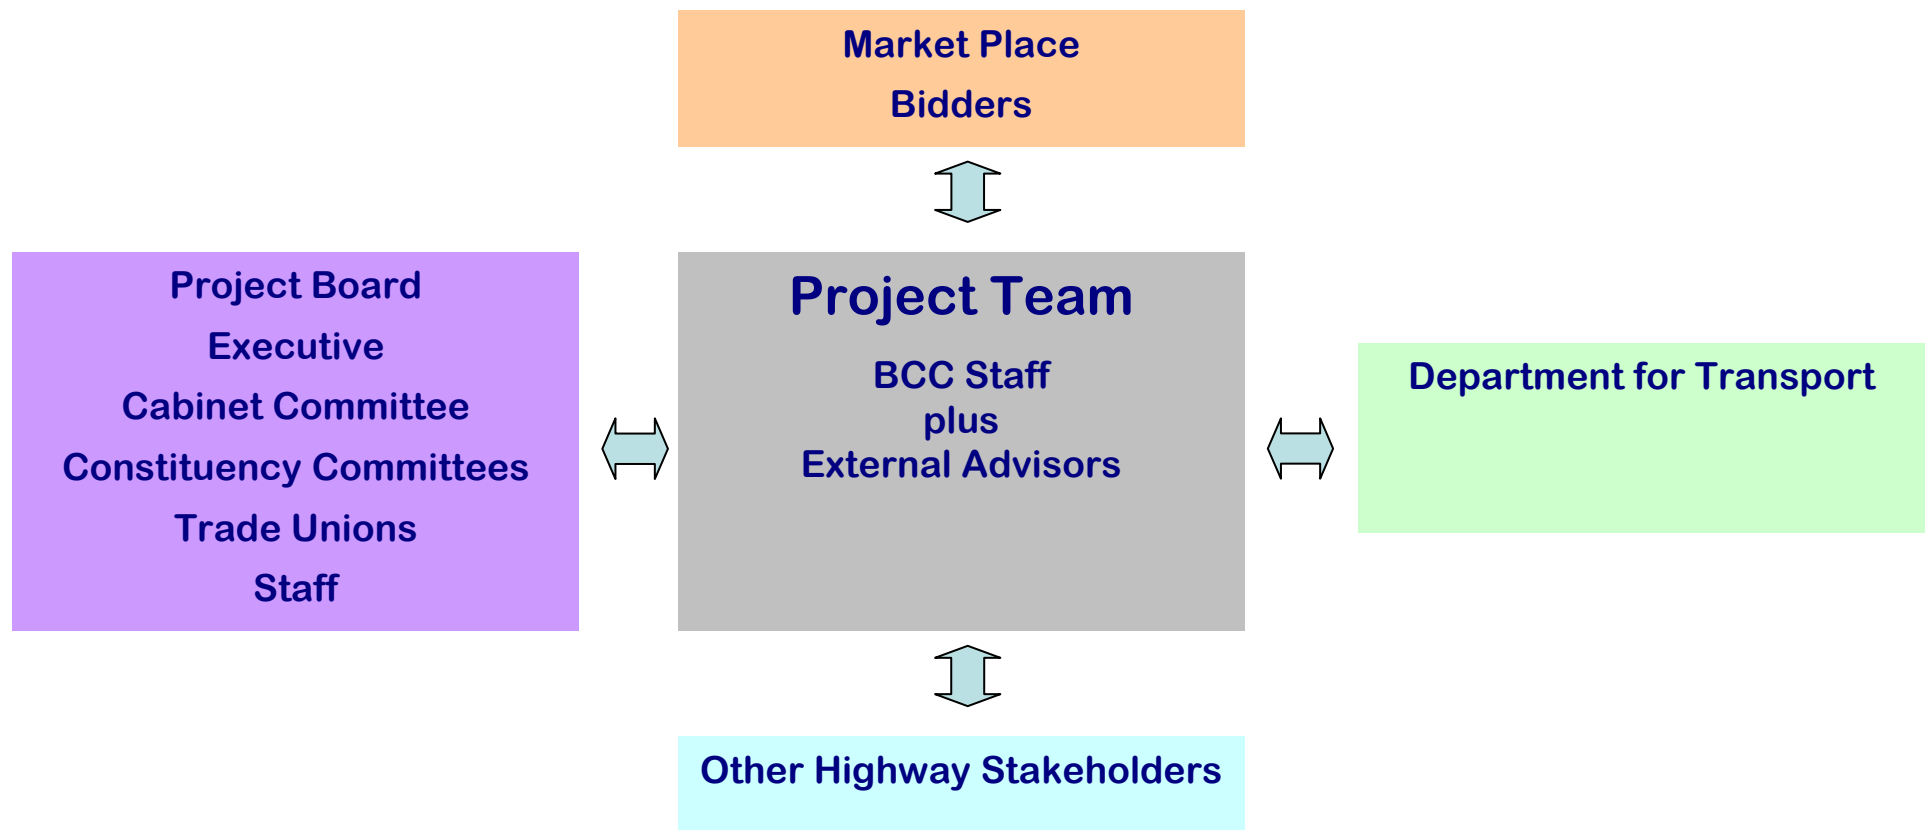 Market Place
Bidders
Project Board
Executive
Cabinet Committee
Constituency Committees
Trade Unions
Staff
Project Team
BCC Staff
plus
External Advisors
Department for Transport
Other Highway Stakeholders